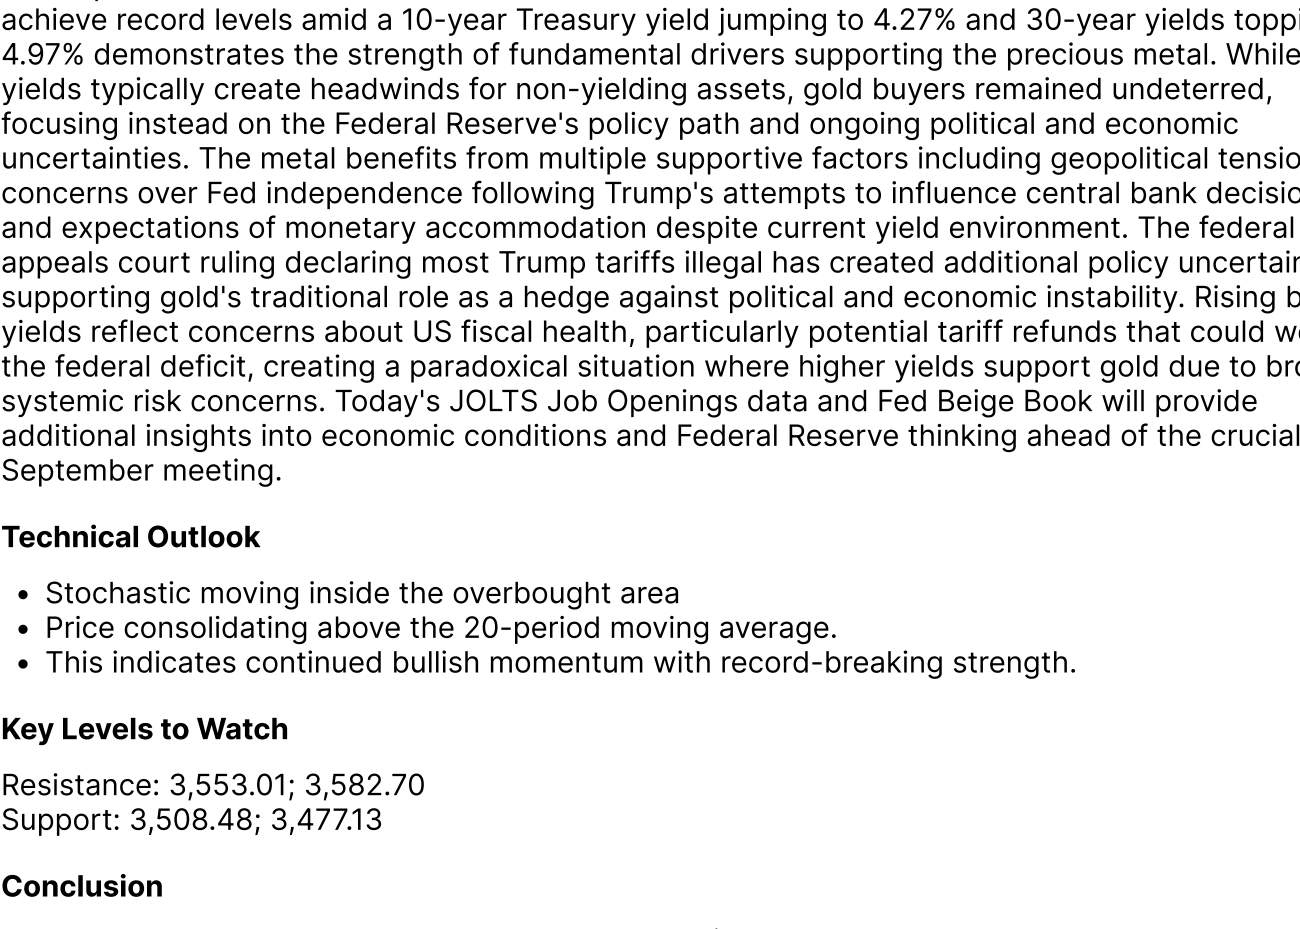 achieve record levels amid a 10-year Treasury yield jumping to 4.27% and 30-year yields toppi
4.97% demonstrates the strength of fundamental drivers supporting the precious metal. While
yields typically create headwinds for non-yielding assets, gold buyers remained undeterred,
focusing instead on the Federal Reserve's policy path and ongoing political and economic
uncertainties. The metal benefits from multiple supportive factors including geopolitical tensio
concerns over Fed independence following Trump's attempts to influence central bank decisio
and expectations of monetary accommodation despite current yield environment. The federal
appeals court ruling declaring most Trump tariffs illegal has created additional policy uncertain
supporting gold's traditional role as a hedge against political and economic instability. Rising b
yields reflect concerns about US fiscal health, particularly potential tariff refunds that could wo
the federal deficit, creating a paradoxical situation where higher yields support gold due to bro
systemic risk concerns. Today's JOLTS Job Openings data and Fed Beige Book will provide
additional insights into economic conditions and Federal Reserve thinking ahead of the crucial
September meeting.
Technical Outlook
• Stochastic moving inside the overbought area
• Price consolidating above the 20-period moving average.
• This indicates continued bullish momentum with record-breaking strength.
Key Levels to Watch
Resistance: 3,553.01; 3,582.70
Support: 3,508.48; 3,477.13
Conclusion